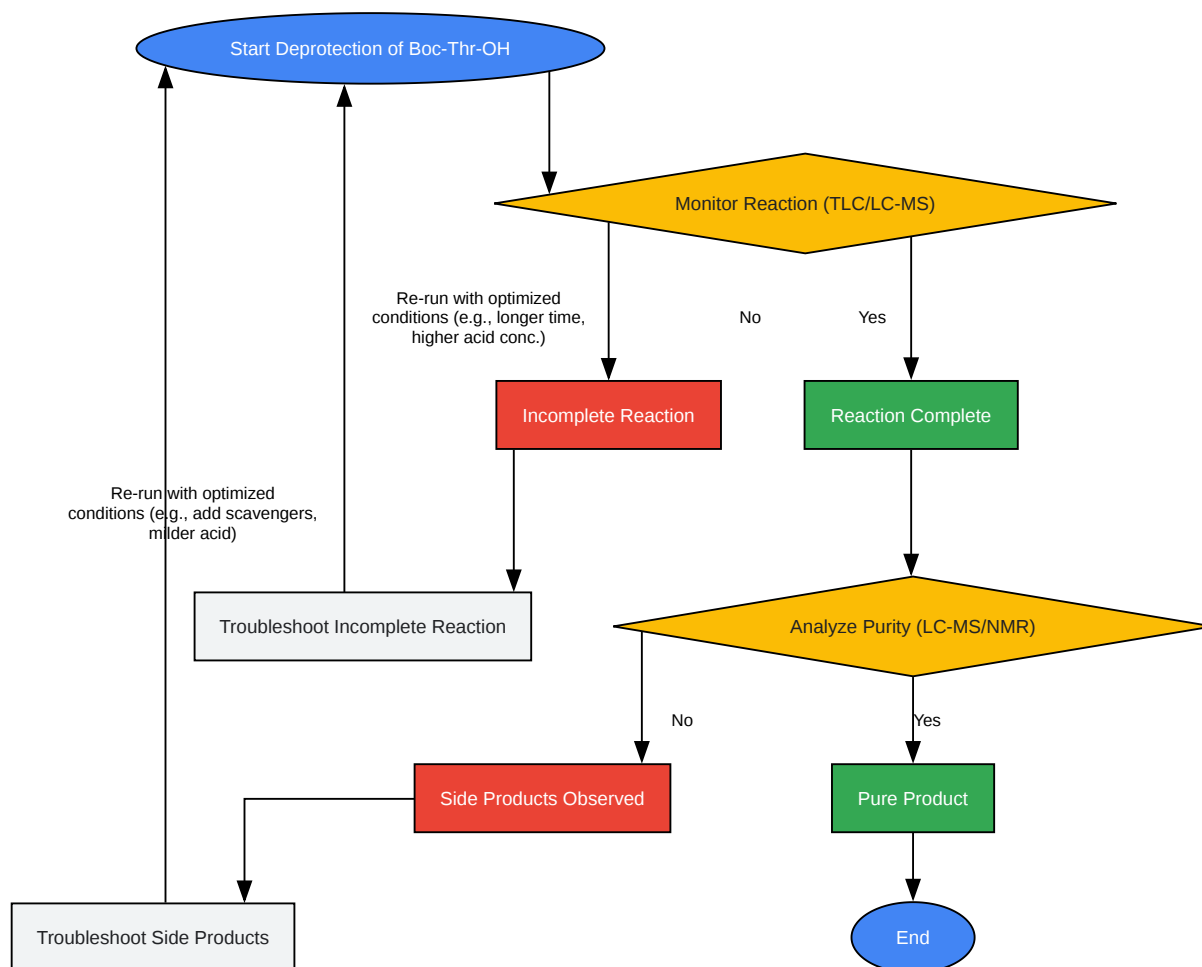 Start Deprotection of Boc-Thr-OH
Monitor Reaction (TLC/LC-MS)
Re-run with optimized
conditions (e.g., longer time,
higher acid conc.)
No
Yes
Incomplete Reaction
Reaction Complete
Re-run with optimized
conditions (e.g., add scavengers,
milder acid)
Troubleshoot Incomplete Reaction
Analyze Purity (LC-MS/NMR)
No
Yes
Side Products Observed
Pure Product
Troubleshoot Side Products
End